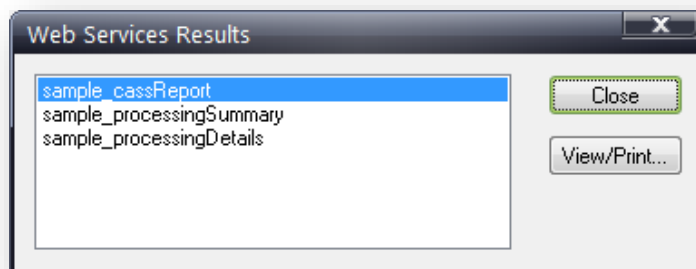 Web Services Results
X
sample_cassReport
sample_processingSummary
sample_processingDetails
Close
View/Print...